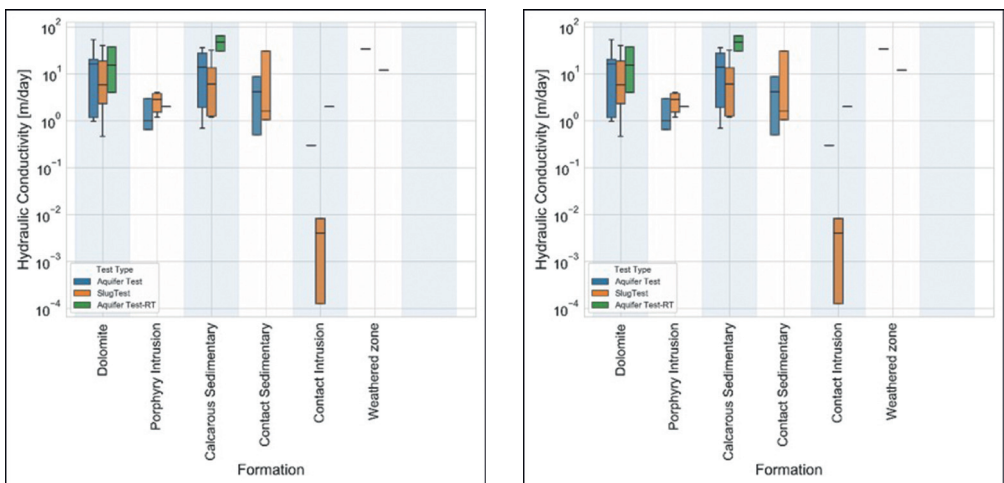 10²
10¹
10⁰
10⁻¹
10⁻²
10⁻³
10⁻⁴
Hydraulic Conductivity [m/day]
Test Type
Aquifer Test
SlugTest
Aquifer Test-RT
Dolomite
Porphyry Intrusion
Calcarous Sedimentary
Contact Sedimentary
Contact Intrusion
Weathered zone
Formation
10²
10¹
10⁰
10⁻¹
10⁻²
10⁻³
10⁻⁴
Hydraulic Conductivity [m/day]
Test Type
Aquifer Test
SlugTest
Aquifer Test-RT
Dolomite
Porphyry Intrusion
Calcarous Sedimentary
Contact Sedimentary
Contact Intrusion
Weathered zone
Formation